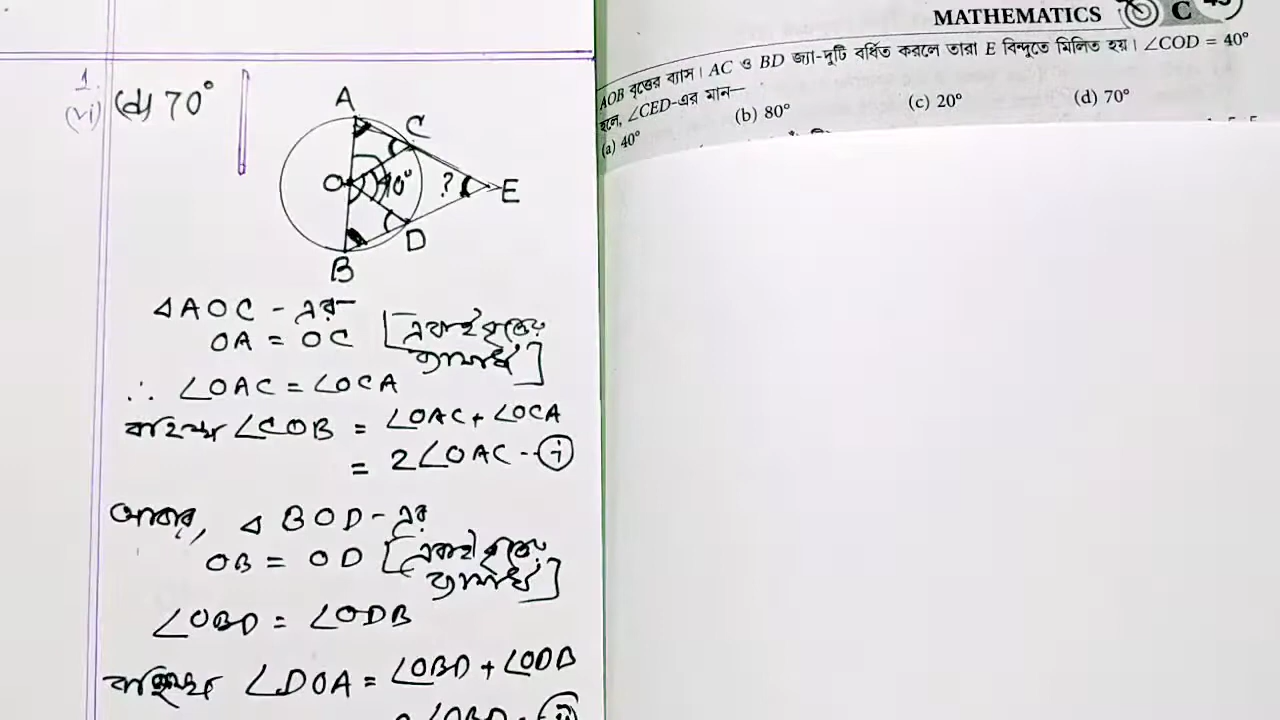 1.
(vi) (d) 70°
A
C
O 40° ? E
D
B
△AOC - এর
OA = OC [একই বৃত্তের
ব্যাসার্ধ]
∴ ∠OAC = ∠OCA
বহিঃস্থ ∠COB = ∠OAC + ∠OCA
= 2∠OAC - (i)
আবার, △BOD - এর
OB = OD [একই বৃত্তের
ব্যাসার্ধ]
∠OBD = ∠ODB
বহিঃস্থ ∠DOA = ∠OBD + ∠ODB
MATHEMATICS C
AOB বৃত্তের ব্যাস। AC ও BD জ্যা-দুটি বর্ধিত করলে তারা E বিন্দুতে মিলিত হয়। ∠COD = 40°
হলে, ∠CED-এর মান—
(a) 40° (b) 80° (c) 20° (d) 70°